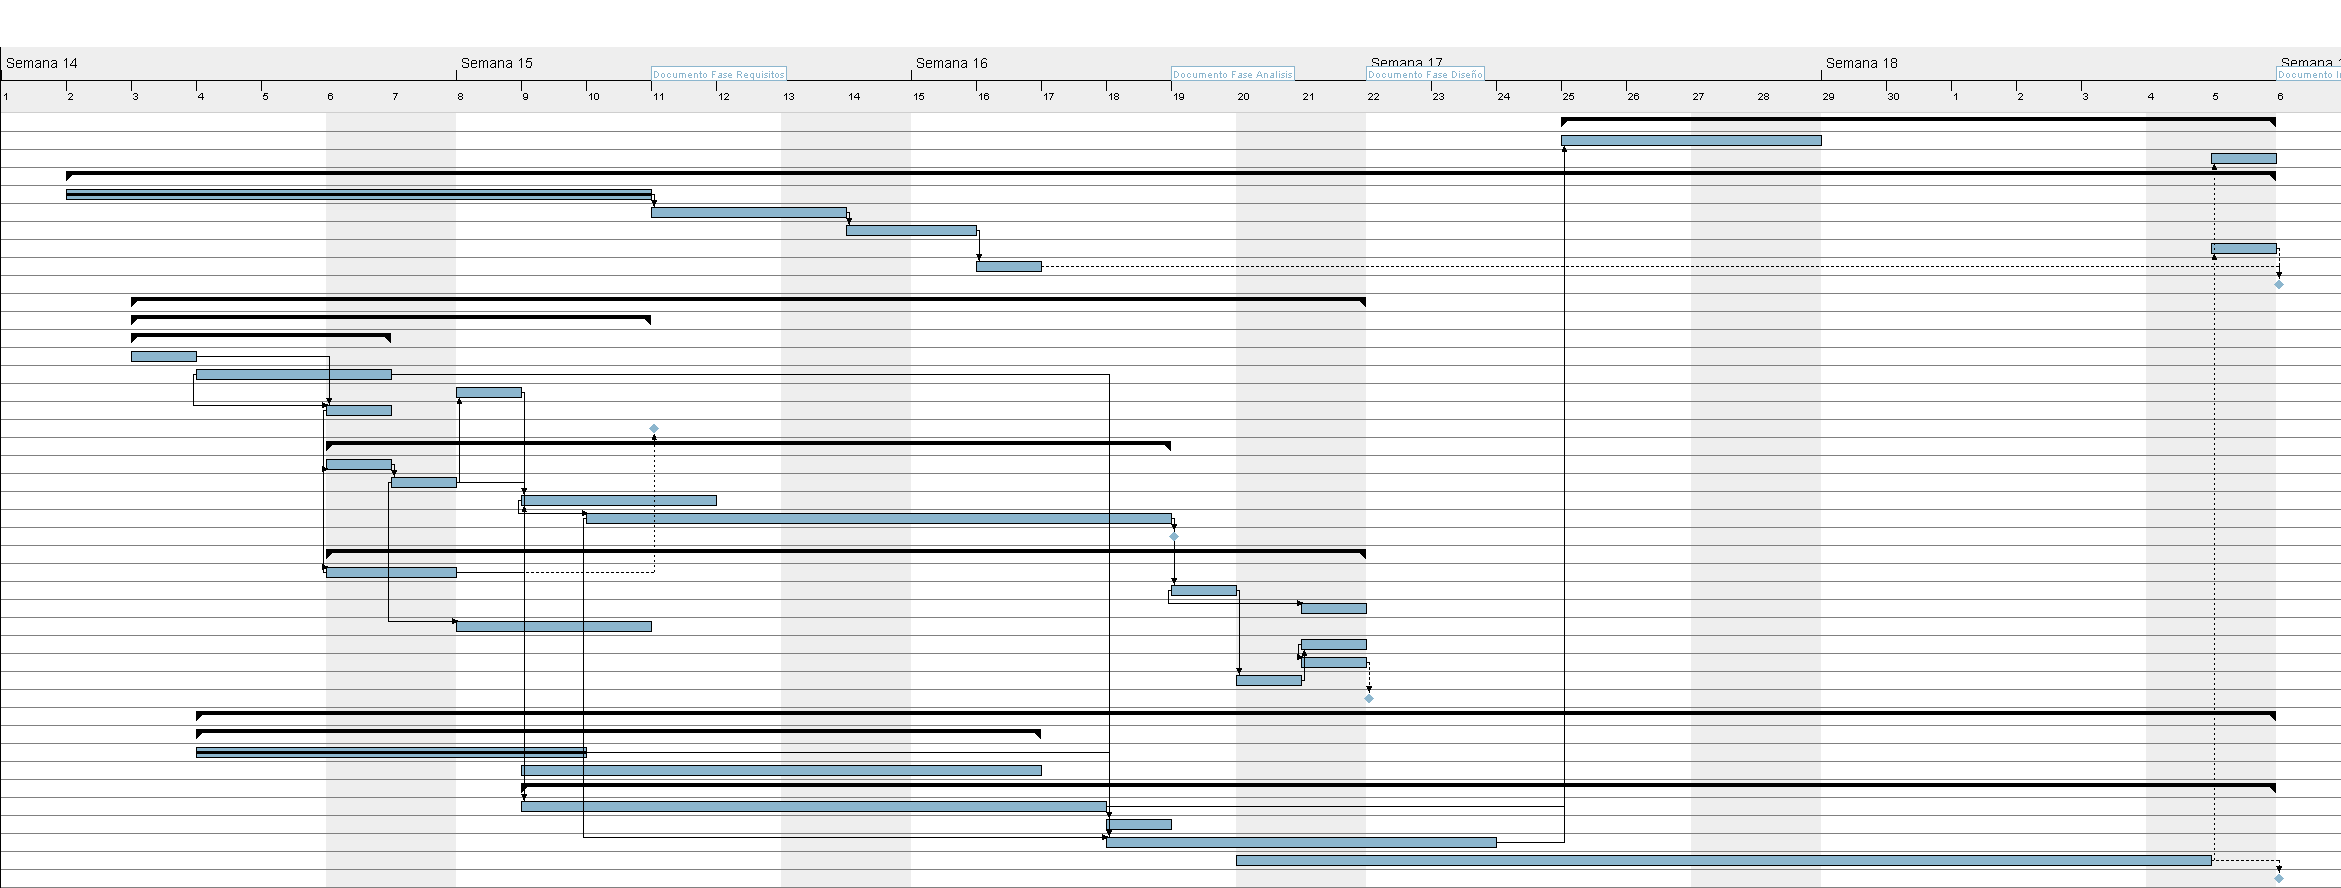 Semana 14 Semana 15 Semana 16 Semana 17 Semana 18 Semana
Documento Fase Requisitos Documento Fase Analisis Documento Fase Diseño Documento
1 2 3 4 5 6 7 8 9 10 11 12 13 14 15 16 17 18 19 20 21 22 23 24 25 26 27 28 29 30 1 2 3 4 5 6